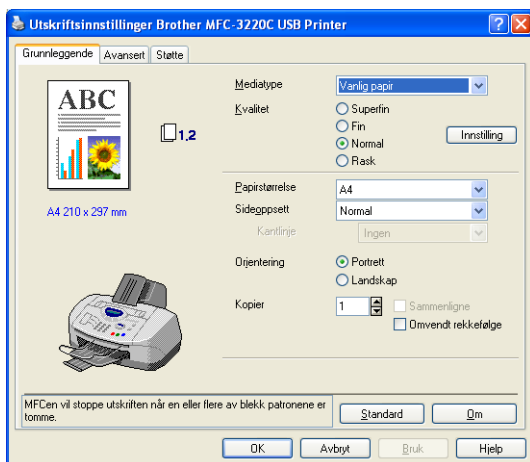 Utskriftsinnstillinger Brother MFC-3220C USB Printer
Grunnleggende Avansert Støtte
ABC
1,2
A4 210 x 297 mm
Mediatype Vanlig papir
Kvalitet Superfin
Fin
Normal
Rask
Innstilling
Papirstørrelse A4
Sideoppsett Normal
Kantlinje Ingen
Orientering Portrett
Landskap
Kopier 1 Sammenligne
Omvendt rekkefølge
MFCen vil stoppe utskriften når en eller flere av blekk patronene er
tomme.
Standard Om
OK Avbryt Bruk Hjelp